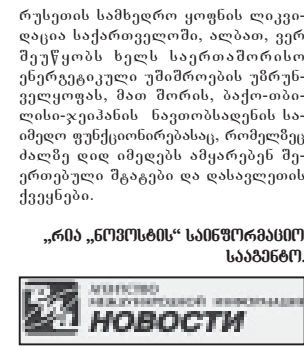 რუსეთის სამხედრო ყოფნის ლიკვი-
დაცია საქართველოში, ალბათ, ვერ
შეუწყობს ხელს საერთაშორისო
ენერგეტიკული უშიშროების უზრუნ-
ველყოფას, მათ შორის, ბაქო-თბი-
ლისი-ჯეიჰანის ნავთობსადენის სა-
იმედო ფუნქციონირებასაც, რომელზეც
ძალზე დიდ იმედებს ამყარებენ შე-
ერთებული შტატები და დასავლეთის
ქვეყნები.
„რია „ნოვოსტის“ საინფორმაციო
სააგენტო.
АГЕНТСТВО
МЕЖДУНАРОДНОЙ ИНФОРМАЦИИ
НОВОСТИ